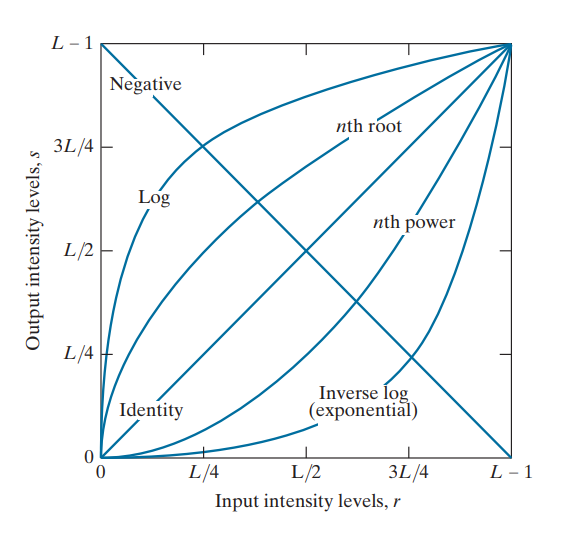 L – 1
Negative
nth root
3L/4
Log
nth power
Output intensity levels, s
L/2
L/4
Inverse log
(exponential)
Identity
0
0
L/4
L/2
3L/4
L – 1
Input intensity levels, r